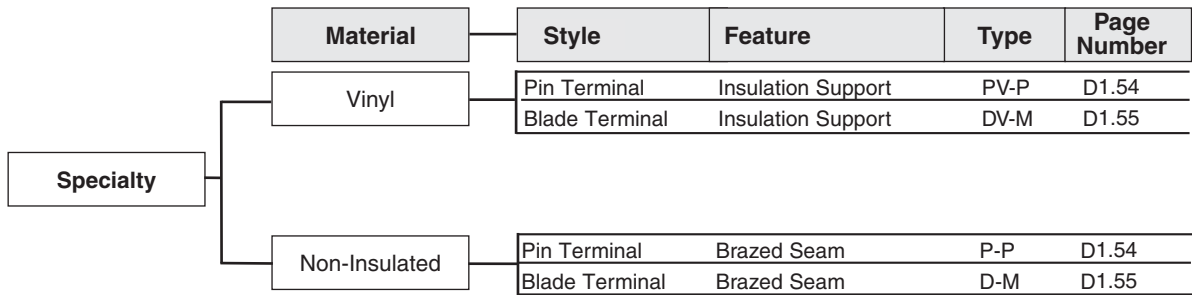 Material Style Feature Type Page Number
Vinyl
Pin Terminal Insulation Support PV-P D1.54
Blade Terminal Insulation Support DV-M D1.55
Specialty
Non-Insulated
Pin Terminal Brazed Seam P-P D1.54
Blade Terminal Brazed Seam D-M D1.55